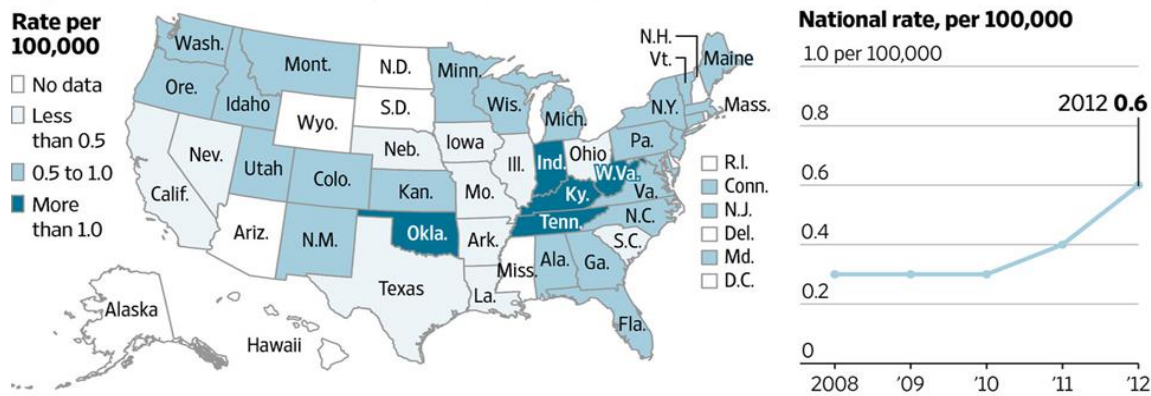 Rate per
100,000
No data
Less
than 0.5
0.5 to 1.0
More
than 1.0
Wash.
Ore.
Idaho
Mont.
Wyo.
N.D.
S.D.
Minn.
Wis.
Mich.
N.H.
Vt.
Maine
N.Y.
Mass.
Nev.
Utah
Colo.
Neb.
Iowa
Ill.
Ind.
Ohio
Pa.
W.Va.
Va.
Calif.
Ariz.
N.M.
Kan.
Mo.
Ky.
Tenn.
N.C.
S.C.
Okla.
Ark.
Miss.
Ala.
Ga.
Texas
La.
Fla.
Alaska
Hawaii
R.I.
Conn.
N.J.
Del.
Md.
D.C.
National rate, per 100,000
1.0 per 100,000
2012 0.6
0.8
0.6
0.4
0.2
0
2008 ’09 ’10 ’11 ’12